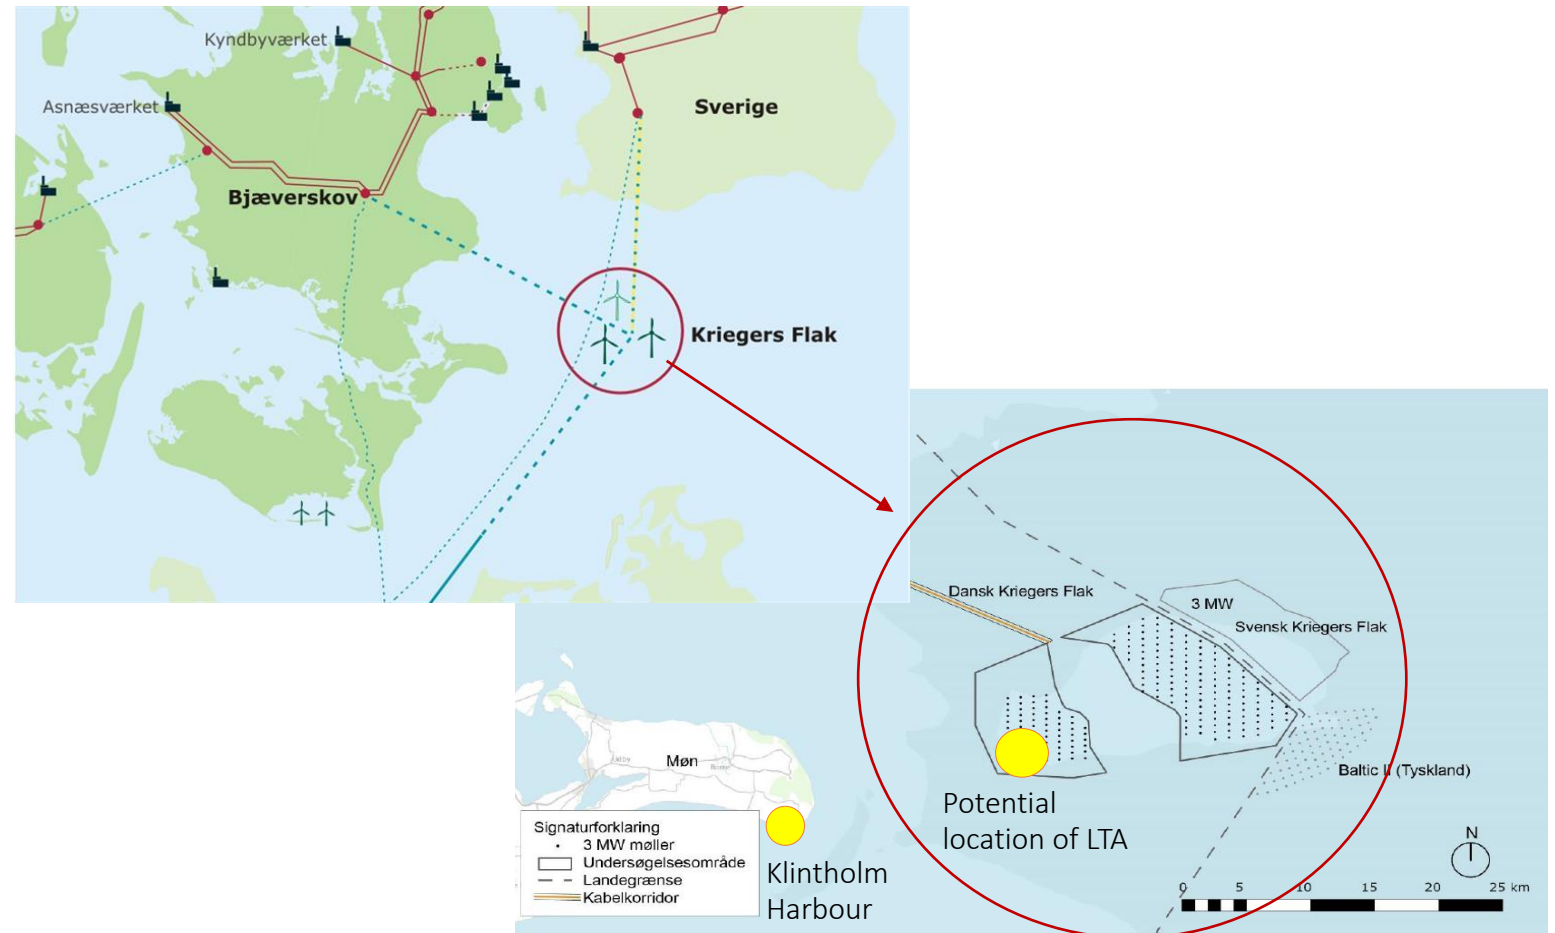 Kyndbyværket
Asnæsværket
Sverige
Bjæverskov
Kriegers Flak
Dansk Kriegers Flak
3 MW
Svensk Kriegers Flak
Møn
Baltic II (Tyskland)
Potential
location of LTA
Klintholm
Harbour
Signaturforklaring
3 MW møller
Undersøgelsesområde
Landegrænse
Kabelkorridor
N
0 5 10 15 20 25 km